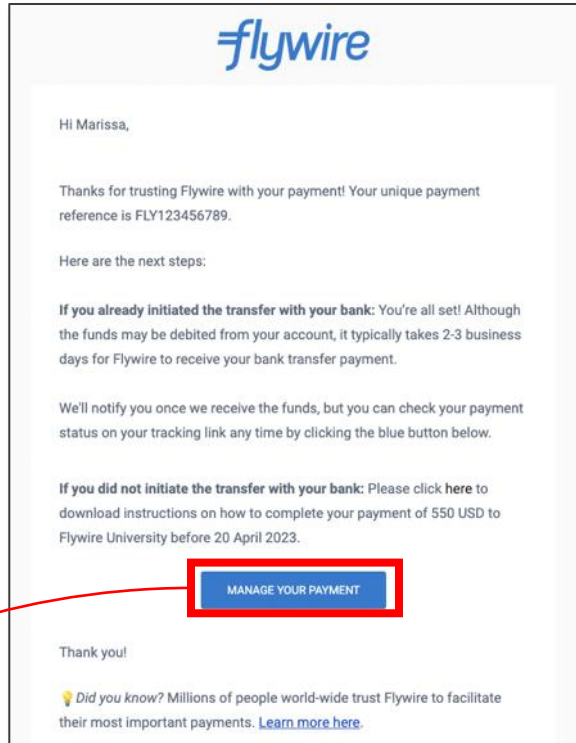 flywire
Hi Marissa,
Thanks for trusting Flywire with your payment! Your unique payment
reference is FLY123456789.
Here are the next steps:
If you already initiated the transfer with your bank: You're all set! Although
the funds may be debited from your account, it typically takes 2-3 business
days for Flywire to receive your bank transfer payment.
We'll notify you once we receive the funds, but you can check your payment
status on your tracking link any time by clicking the blue button below.
If you did not initiate the transfer with your bank: Please click here to
download instructions on how to complete your payment of 550 USD to
Flywire University before 20 April 2023.
MANAGE YOUR PAYMENT
Thank you!
💡 Did you know? Millions of people world-wide trust Flywire to facilitate
their most important payments. Learn more here.